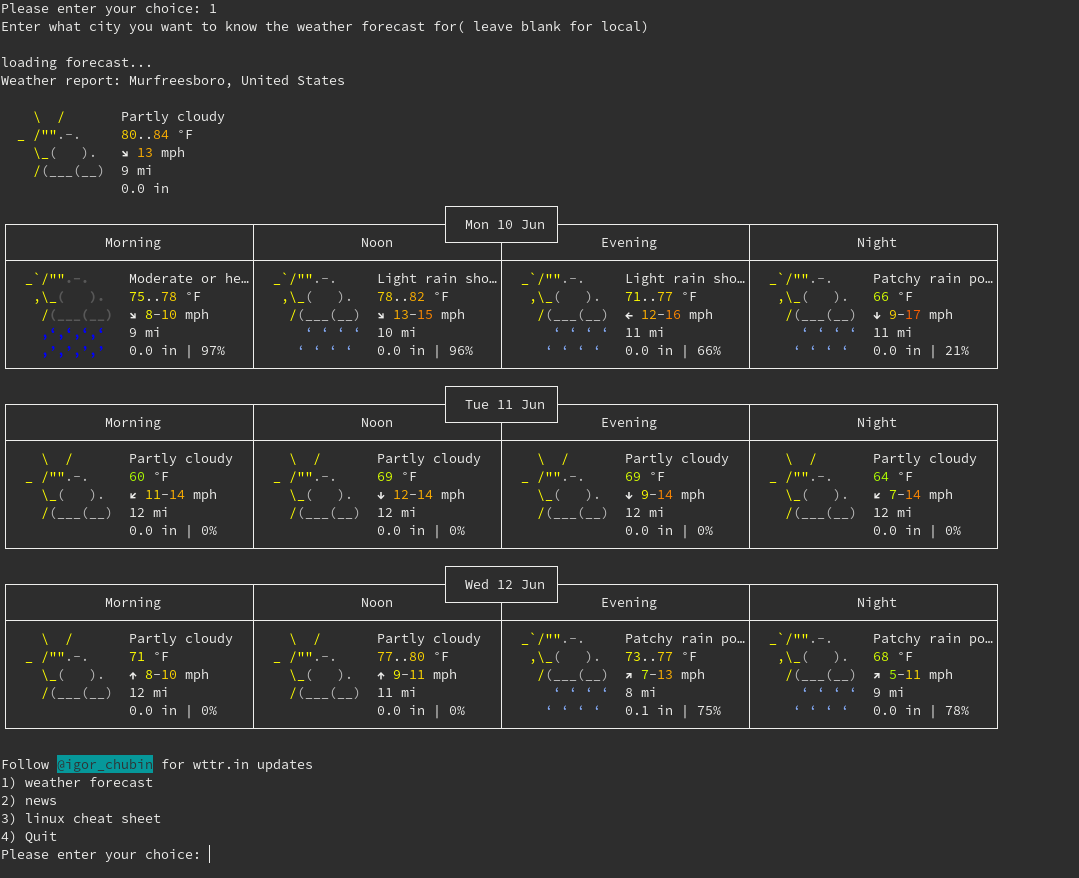 Please enter your choice: 1
Enter what city you want to know the weather forecast for( leave blank for local)
loading forecast...
Weather report: Murfreesboro, United States
Partly cloudy
80..84 °F
↘ 13 mph
9 mi
0.0 in
Mon 10 Jun
Morning Noon Evening Night
Moderate or he… Light rain sho… Light rain sho… Patchy rain po…
75..78 °F 78..82 °F 71..77 °F 66 °F
↘ 8-10 mph ↘ 13-15 mph ← 12-16 mph ↓ 9-17 mph
9 mi 10 mi 11 mi 11 mi
0.0 in | 97% 0.0 in | 96% 0.0 in | 66% 0.0 in | 21%
Tue 11 Jun
Morning Noon Evening Night
Partly cloudy Partly cloudy Partly cloudy Partly cloudy
60 °F 69 °F 69 °F 64 °F
↙ 11-14 mph ↓ 12-14 mph ↓ 9-14 mph ↙ 7-14 mph
12 mi 12 mi 12 mi 12 mi
0.0 in | 0% 0.0 in | 0% 0.0 in | 0% 0.0 in | 0%
Wed 12 Jun
Morning Noon Evening Night
Partly cloudy Partly cloudy Patchy rain po… Patchy rain po…
71 °F 77..80 °F 73..77 °F 68 °F
↑ 8-10 mph ↑ 9-11 mph ↗ 7-13 mph ↗ 5-11 mph
12 mi 11 mi 8 mi 9 mi
0.0 in | 0% 0.0 in | 0% 0.1 in | 75% 0.0 in | 78%
Follow @igor_chubin for wttr.in updates
1) weather forecast
2) news
3) linux cheat sheet
4) Quit
Please enter your choice: